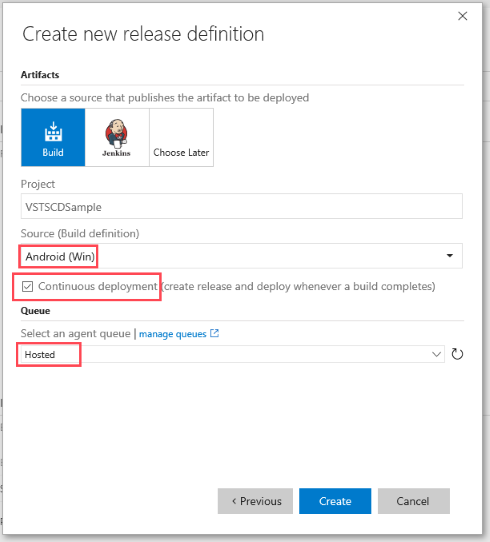 Create new release definition
Artifacts
Choose a source that publishes the artifact to be deployed
Build
Jenkins
Choose Later
Project
VSTSCDSample
Source (Build definition)
Android (Win)
Continuous deployment (create release and deploy whenever a build completes)
Queue
Select an agent queue | manage queues
Hosted
< Previous
Create
Cancel